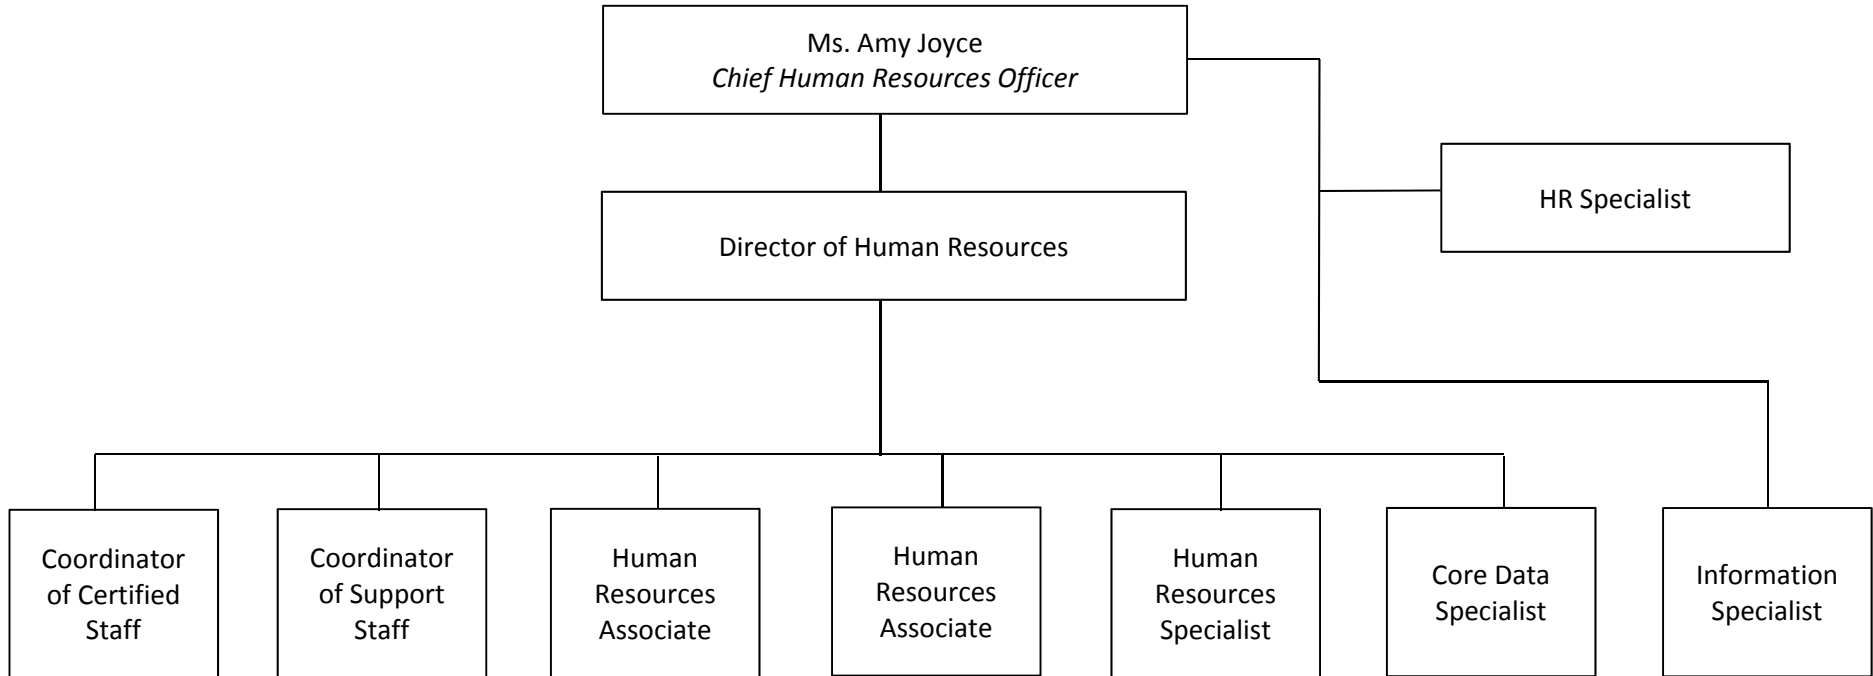 Ms. Amy Joyce
Chief Human Resources Officer
HR Specialist
Director of Human Resources
Coordinator
of Certified
Staff
Coordinator
of Support
Staff
Human
Resources
Associate
Human
Resources
Associate
Human
Resources
Specialist
Core Data
Specialist
Information
Specialist